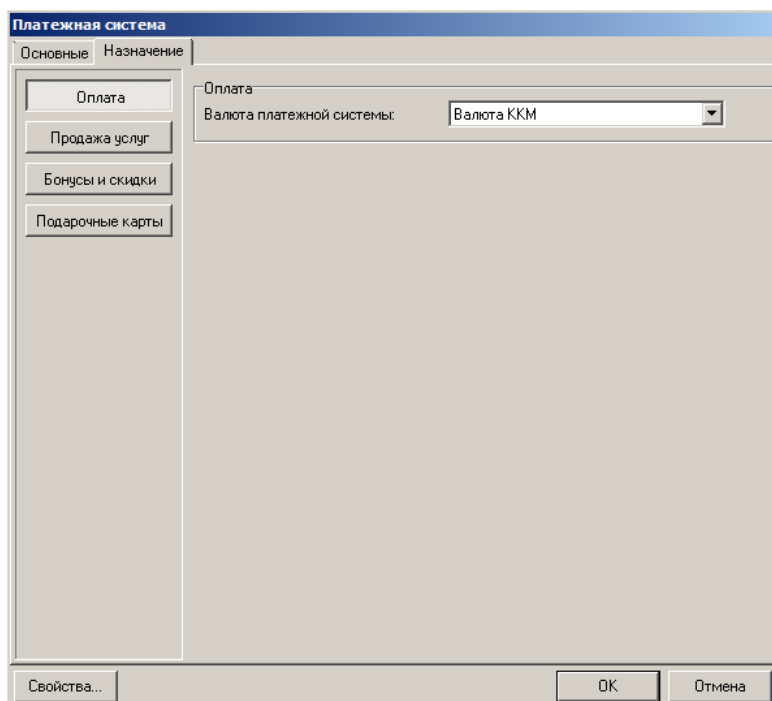 Платежная система
Основные Назначение
Оплата
Продажа услуг
Бонусы и скидки
Подарочные карты
Оплата
Валюта платежной системы: Валюта ККМ
Свойства... OK Отмена